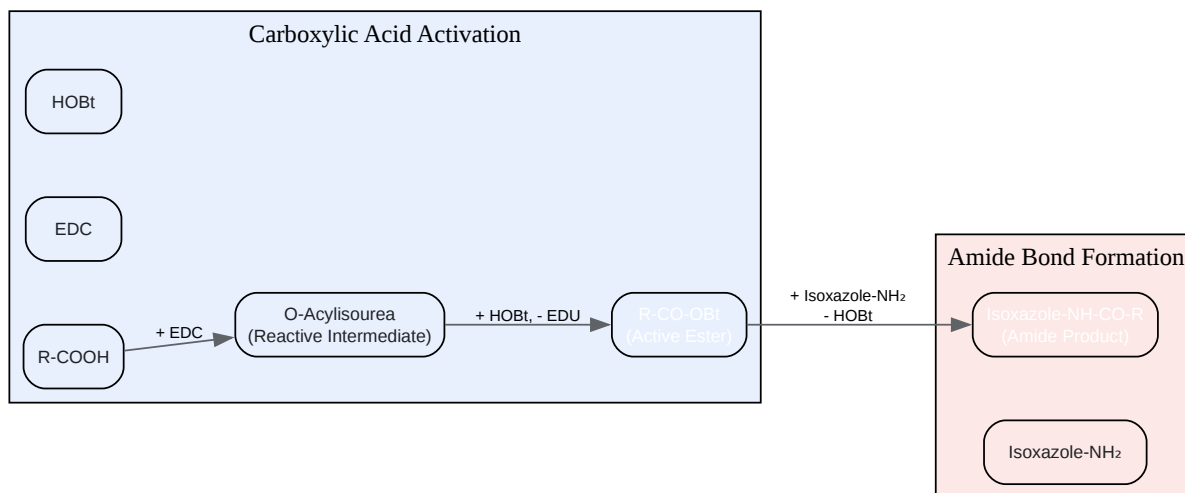 Carboxylic Acid Activation
HOBt
EDC
R-COOH
+ EDC
O-Acylisourea
(Reactive Intermediate)
+ HOBt, - EDU
R-CO-OBt
(Active Ester)
+ Isoxazole-NH₂
- HOBt
Amide Bond Formation
Isoxazole-NH-CO-R
(Amide Product)
Isoxazole-NH₂